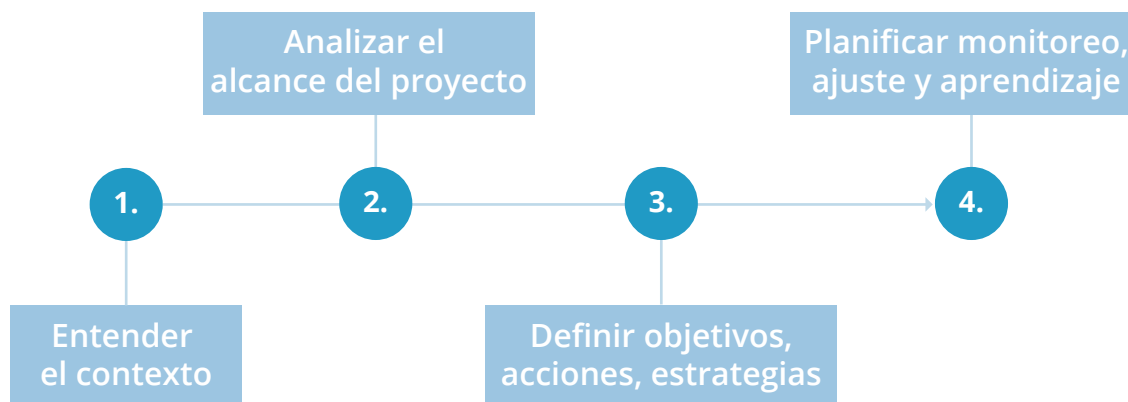 1.
Entender
el contexto
2.
Analizar el
alcance del proyecto
3.
Definir objetivos,
acciones, estrategias
4.
Planificar monitoreo,
ajuste y aprendizaje